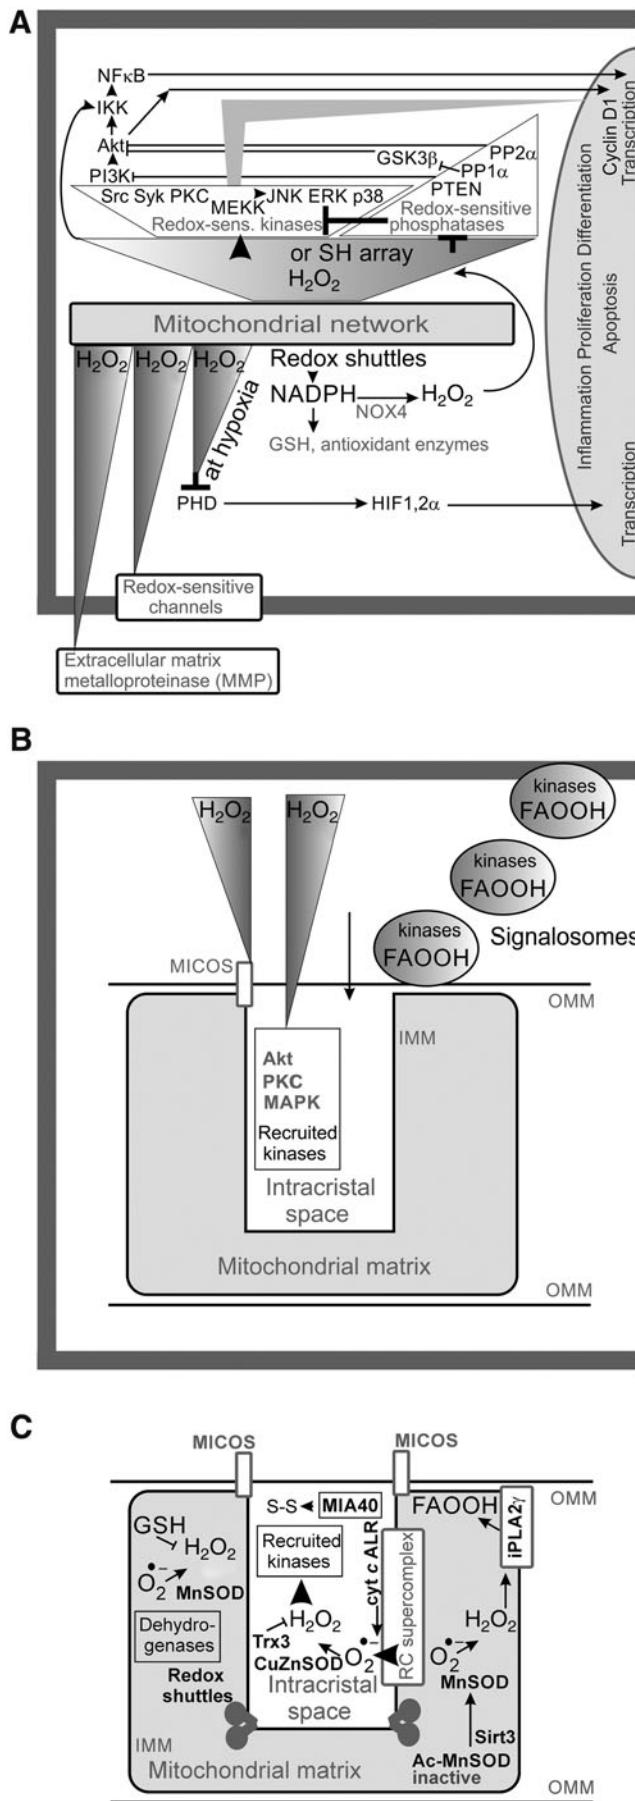 A
NFκB
IKK
Akt
PI3K
GSK3β
PP2α
PP1α
PTEN
Src Syk PKC
MEKK
JNK ERK p38
Redox-sens. kinases
Redox-sensitive
phosphatases
or SH array
H₂O₂
Mitochondrial network
H₂O₂
H₂O₂
H₂O₂
at hypoxia
Redox shuttles
NADPH
NOX4
H₂O₂
GSH, antioxidant enzymes
PHD
HIF1,2α
Cyclin D1
Transcription
Inflammation Proliferation Differentiation
Apoptosis
Transcription
Redox-sensitive
channels
Extracellular matrix
metalloproteinase (MMP)
B
H₂O₂
H₂O₂
kinases
FAOOH
kinases
FAOOH
kinases
FAOOH
Signalosomes
MICOS
OMM
IMM
Akt
PKC
MAPK
Recruited
kinases
Intracristal
space
Mitochondrial matrix
OMM
C
MICOS
MICOS
OMM
GSH
H₂O₂
O₂•−
MnSOD
Dehydro-
genases
Redox
shuttles
S-S
MIA40
Recruited
kinases
cyt c ALR
H₂O₂
Trx3
CuZnSOD
O₂•−
Intracristal
space
RC supercomplex
FAOOH
iPLA2γ
H₂O₂
O₂•−
MnSOD
Sirt3
Ac-MnSOD
inactive
IMM
Mitochondrial matrix
OMM